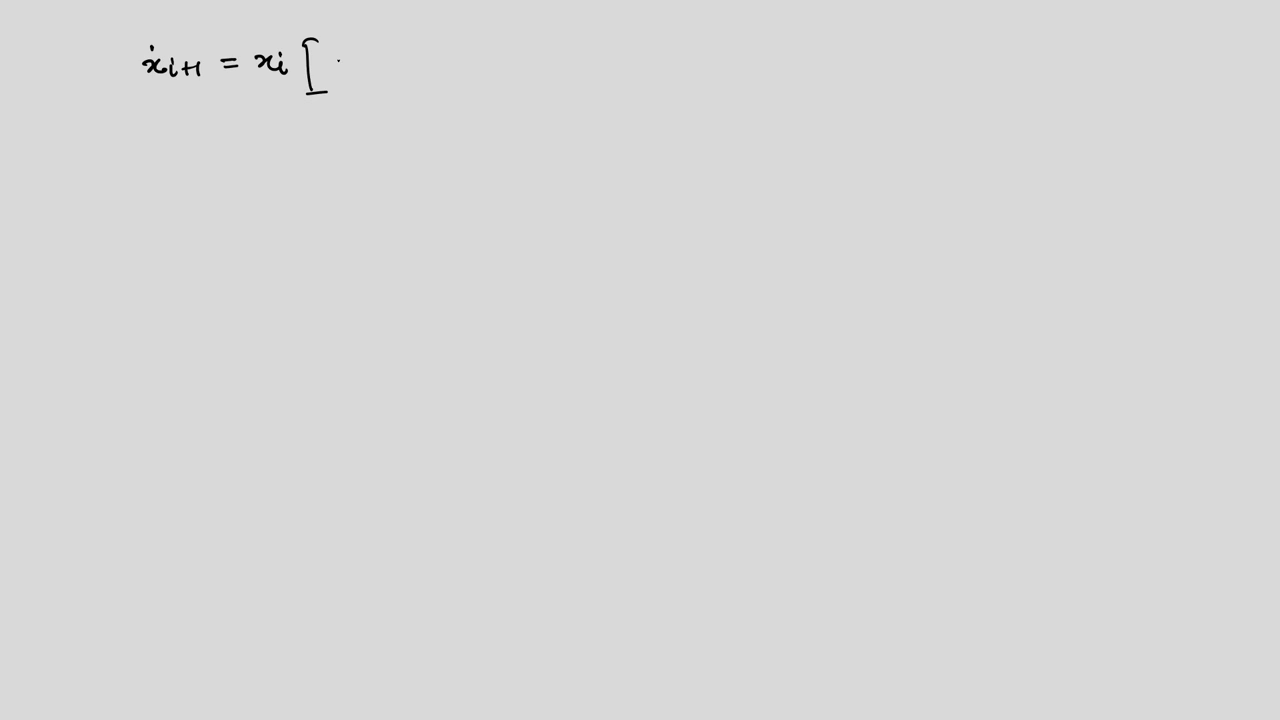 ẋᵢ₊₁ = xᵢ [ ·